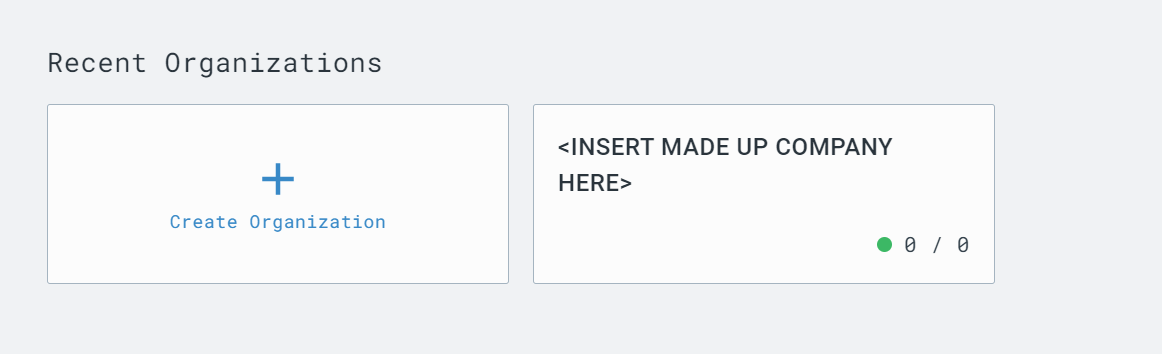 Recent Organizations
Create Organization
<INSERT MADE UP COMPANY
HERE>
0 / 0